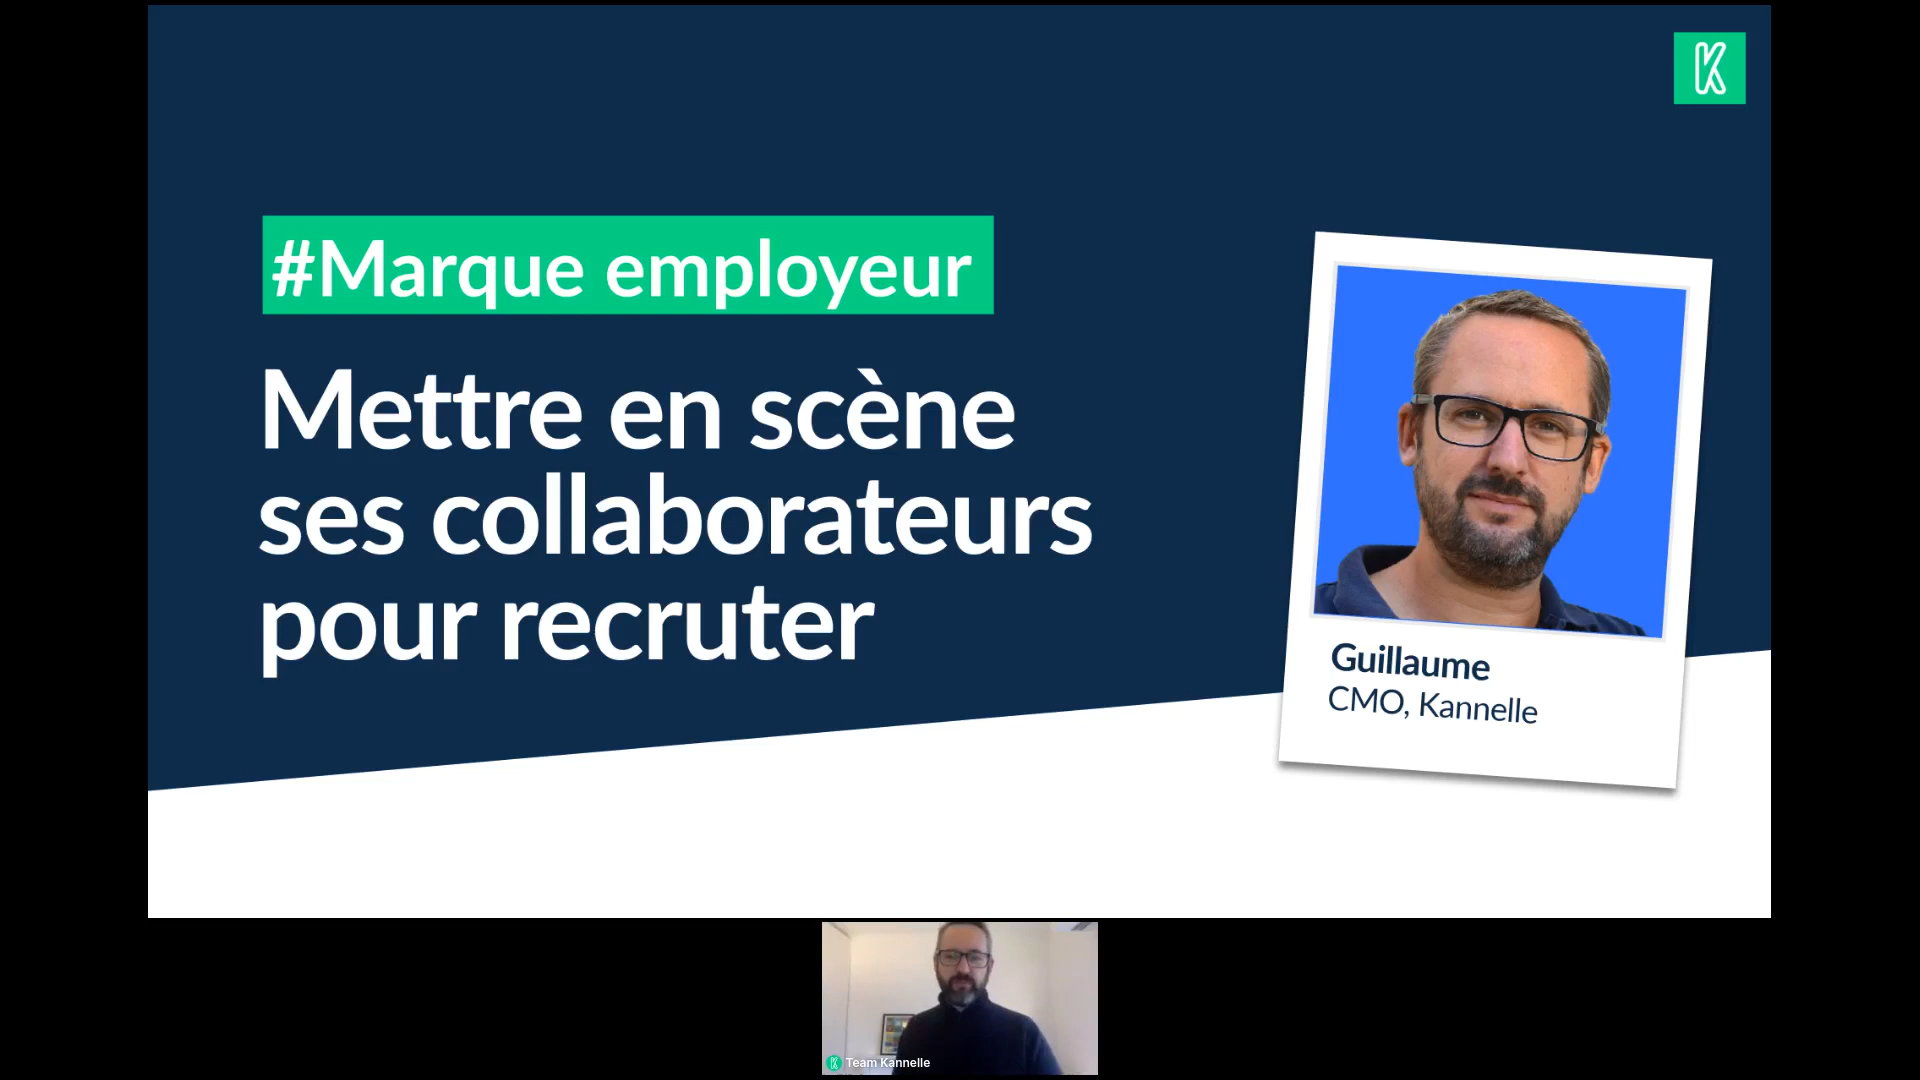 K
#Marque employeur
Mettre en scène
ses collaborateurs
pour recruter
Guillaume
CMO, Kannelle
K Team Kannelle